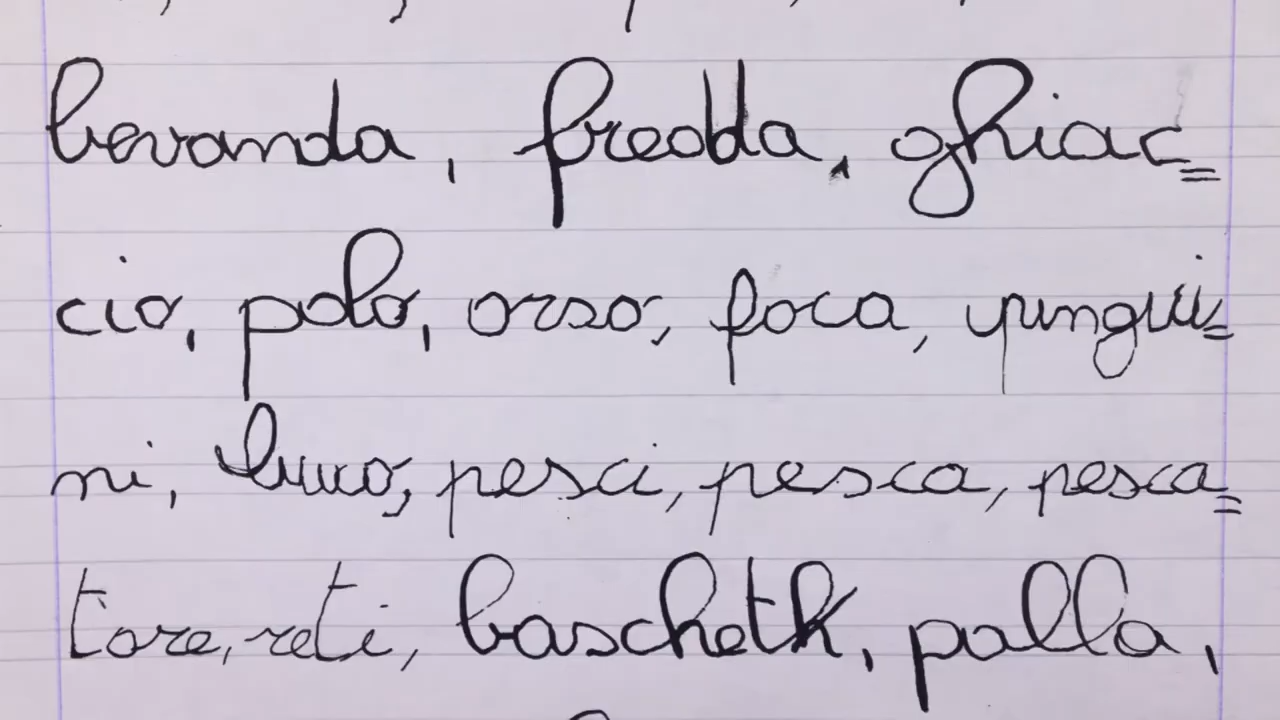 bevanda, fredda, ghiac=
cio, polo, orso, foca, pingui=
ni, pesci, pesca, pesca=
tore, reti, baschetk, palla,